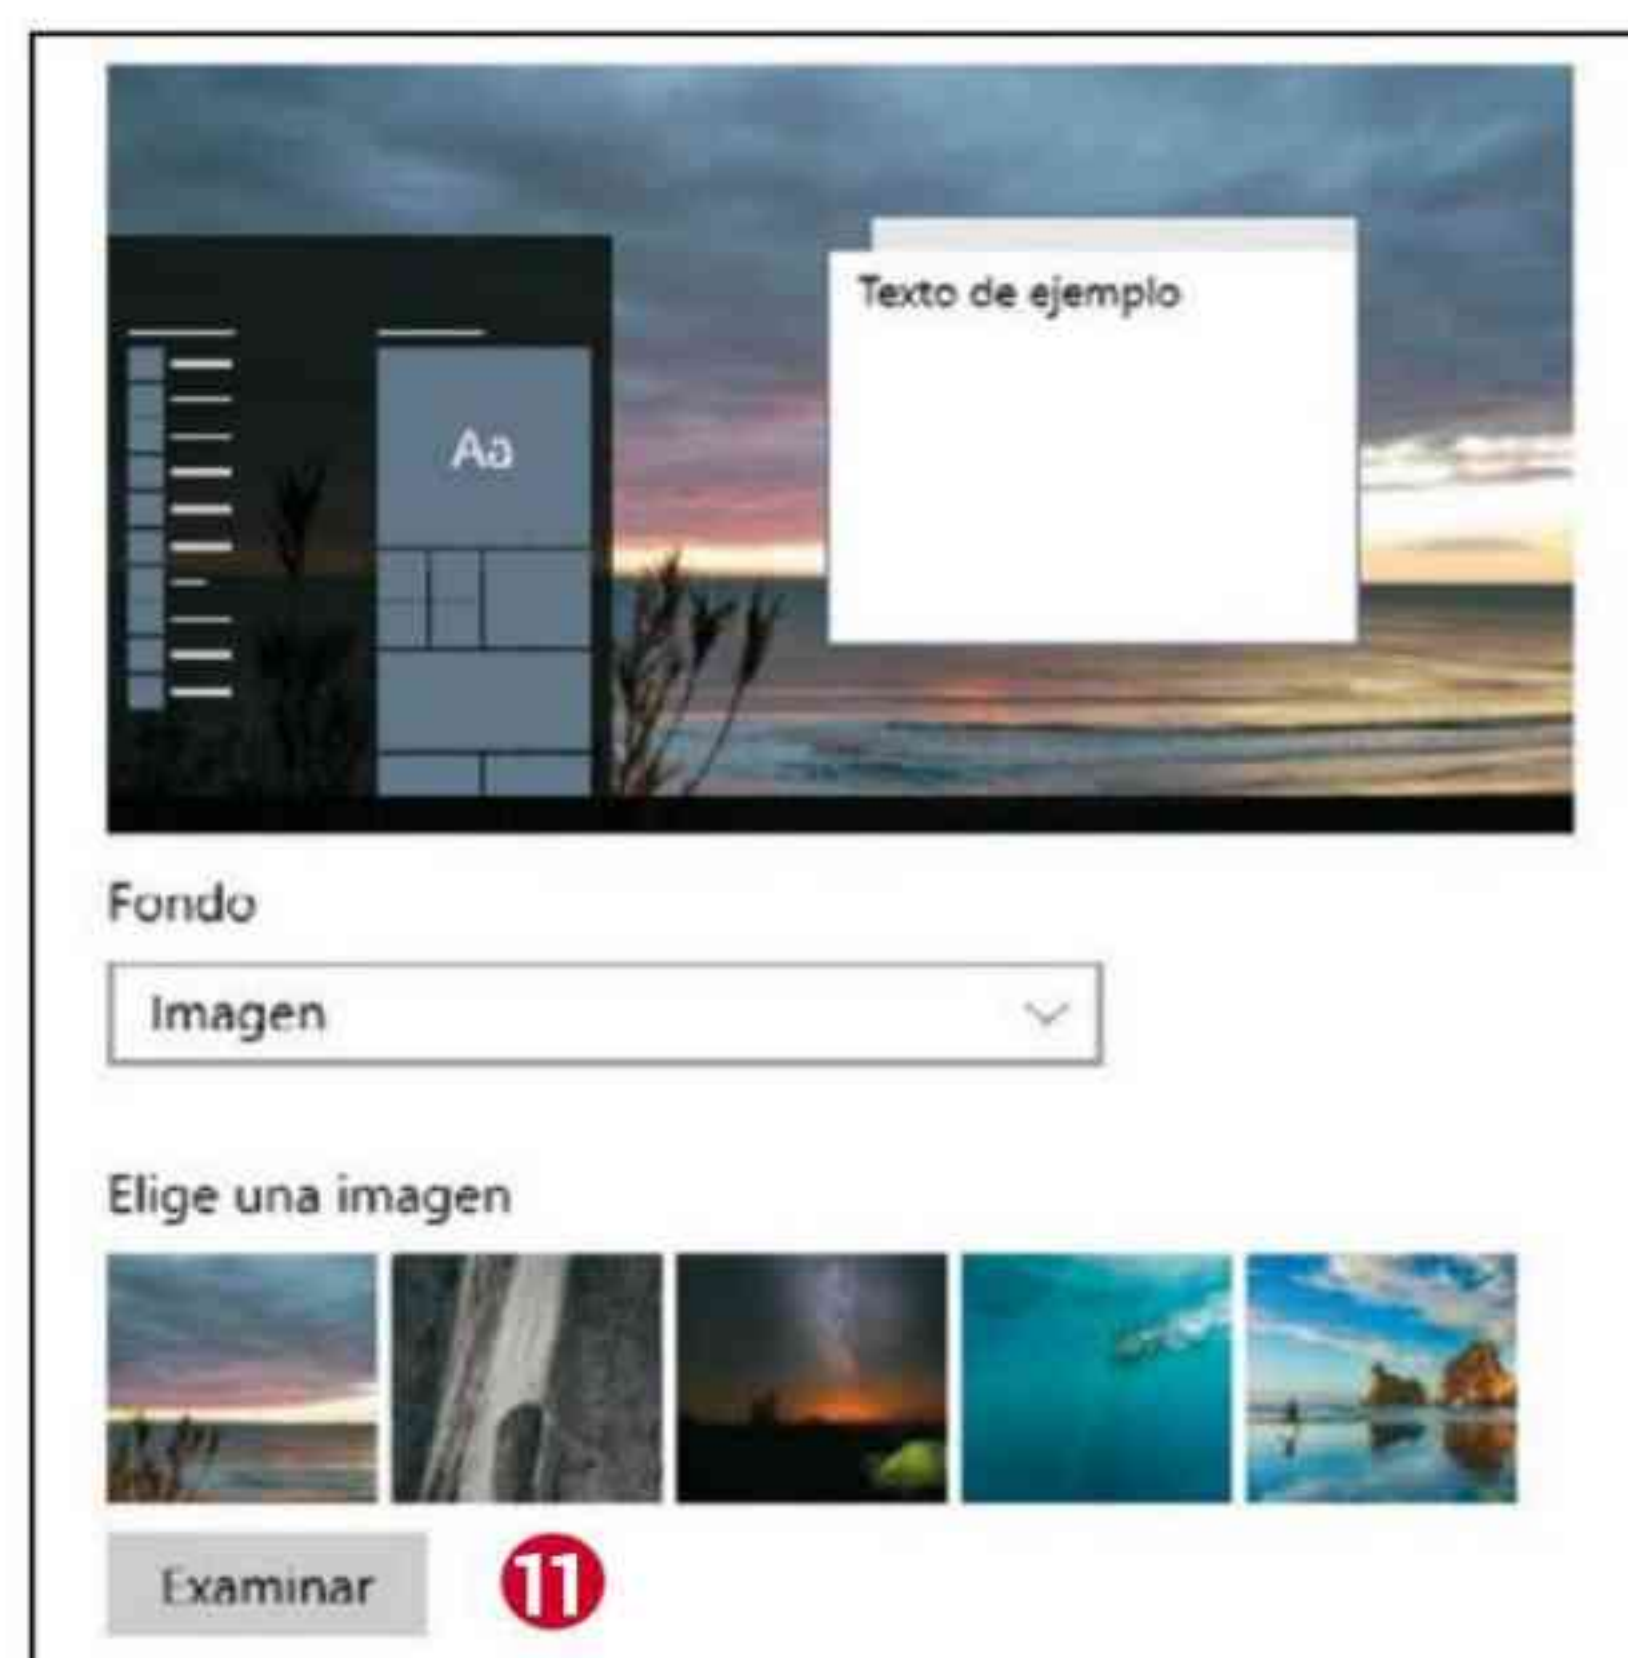 Texto de ejemplo
Aa
Fondo
Imagen
Elige una imagen
Examinar
11